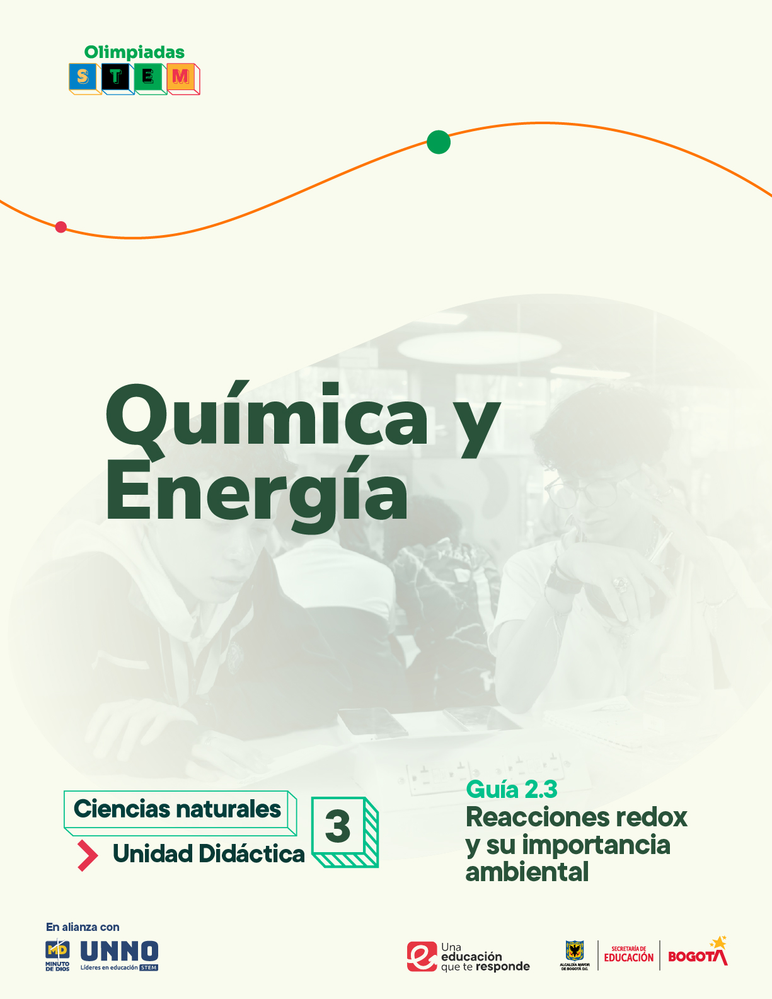 Olimpiadas
STEM
Química y
Energía
Ciencias naturales
Unidad Didáctica
3
Guía 2.3
Reacciones redox
y su importancia
ambiental
En alianza con
MD
MINUTO
DE DIOS
UNNO
Líderes en educación STEM
e
Una
educación
que te responde
ALCALDÍA MAYOR
DE BOGOTÁ D.C.
SECRETARÍA DE
EDUCACIÓN
BOGOTÁ